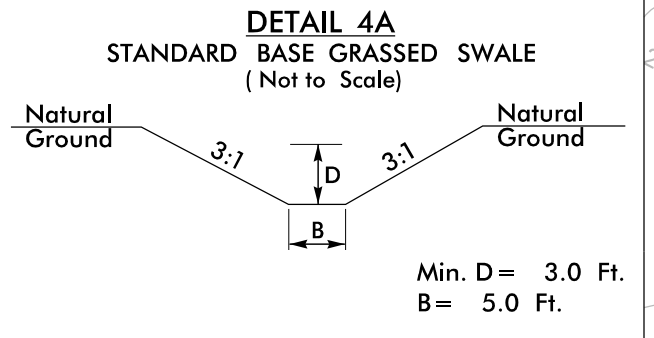 DETAIL 4A
STANDARD BASE GRASSED SWALE
( Not to Scale)
Natural
Ground
Natural
Ground
3:1
3:1
D
B
Min. D = 3.0 Ft.
B = 5.0 Ft.